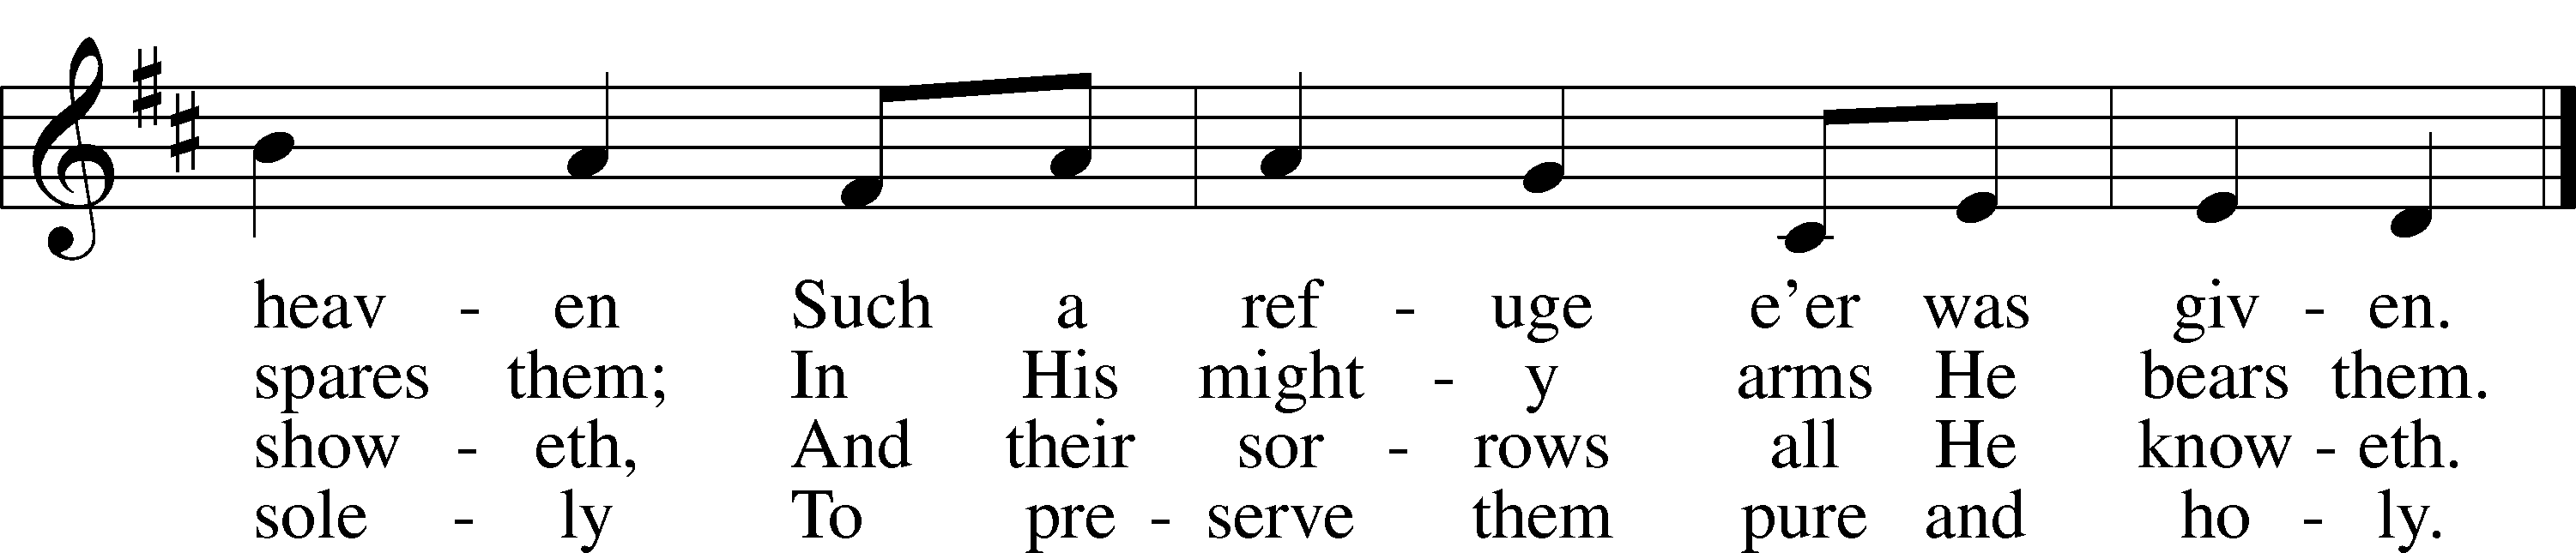 heav - en Such a ref - uge e'er was giv - en.
spares them; In His might - y arms He bears them.
show - eth, And their sor - rows all He know - eth.
sole - ly To pre - serve them pure and ho - ly.